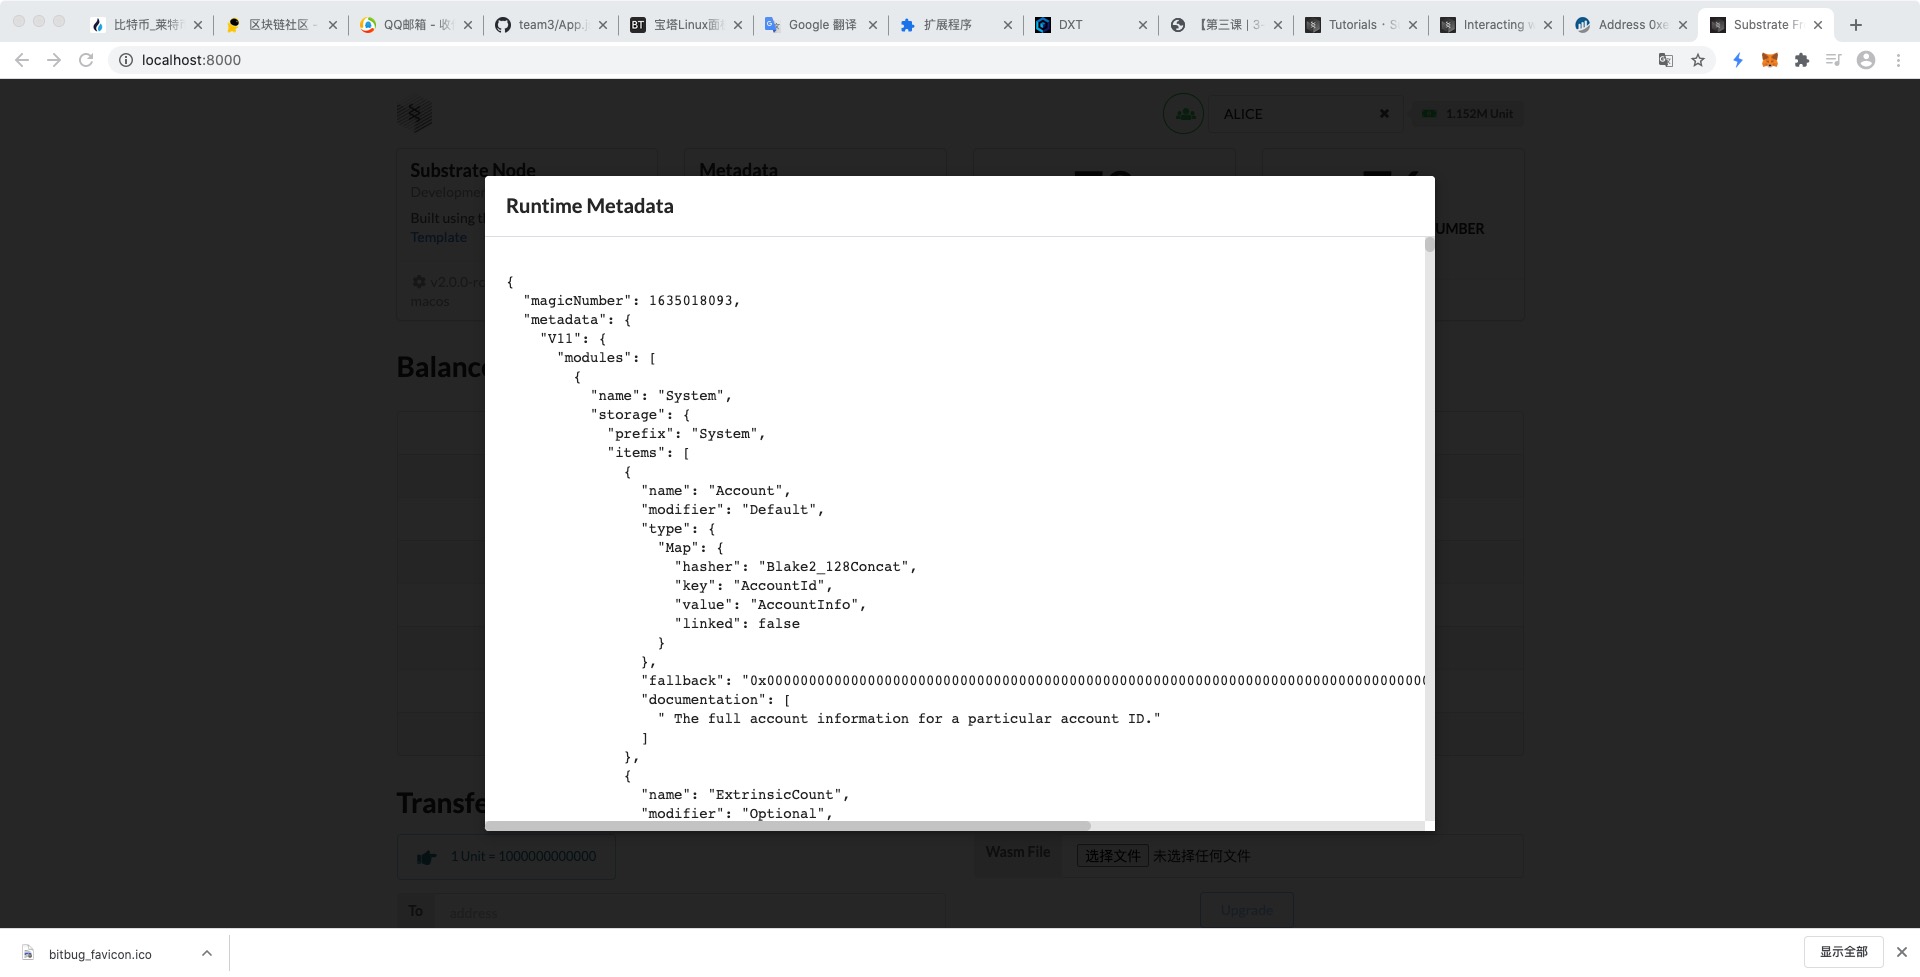 比特币_莱特
区块链社区 -
QQ邮箱 - 收
team3/App.j
宝塔Linux面
Google 翻译
扩展程序
DXT
【第三课 | 3-
Tutorials · S
Interacting w
Address 0xe
Substrate Fr
localhost:8000
ALICE
1.152M Unit
Substrate Node
Metadata
Developme
Built using t
Template
v2.0.0-rc
macos
UMBER
Balanc
Runtime Metadata
{
"magicNumber": 1635018093,
"metadata": {
"V11": {
"modules": [
{
"name": "System",
"storage": {
"prefix": "System",
"items": [
{
"name": "Account",
"modifier": "Default",
"type": {
"Map": {
"hasher": "Blake2_128Concat",
"key": "AccountId",
"value": "AccountInfo",
"linked": false
}
},
"fallback": "0x000000000000000000000000000000000000000000000000000000000000000000000000000000
"documentation": [
" The full account information for a particular account ID."
]
},
{
"name": "ExtrinsicCount",
"modifier": "Optional",
Transfe
1 Unit = 1000000000000
Wasm File
选择文件 未选择任何文件
To
address
Upgrade
bitbug_favicon.ico
显示全部